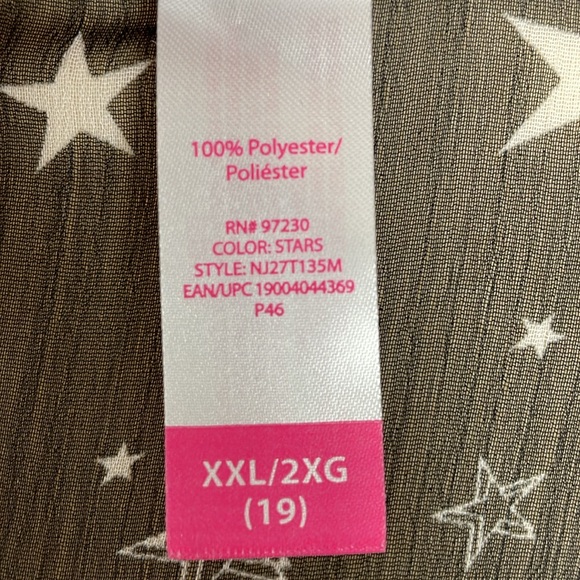 100% Polyester/
Poliéster
RN# 97230
COLOR: STARS
STYLE: NJ27T135M
EAN/UPC 19004044369
P46
XXL/2XG
(19)